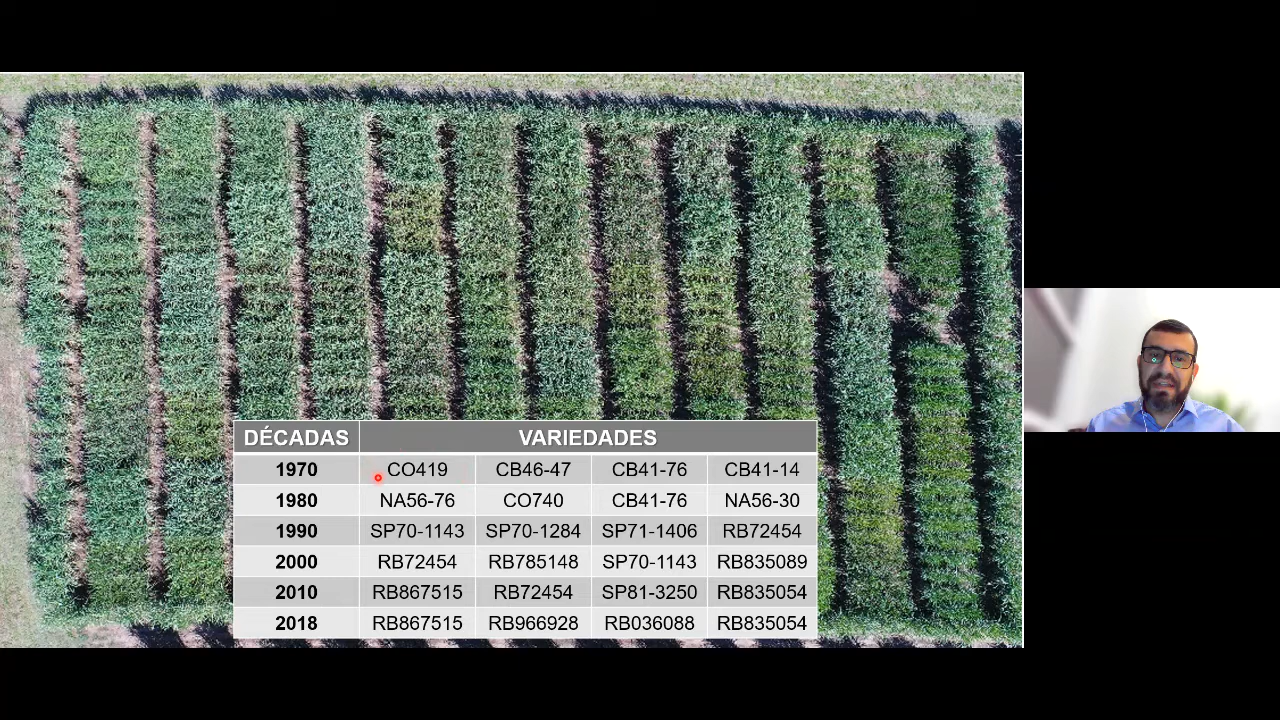 DÉCADAS VARIEDADES
1970 CO419 CB46-47 CB41-76 CB41-14
1980 NA56-76 CO740 CB41-76 NA56-30
1990 SP70-1143 SP70-1284 SP71-1406 RB72454
2000 RB72454 RB785148 SP70-1143 RB835089
2010 RB867515 RB72454 SP81-3250 RB835054
2018 RB867515 RB966928 RB036088 RB835054